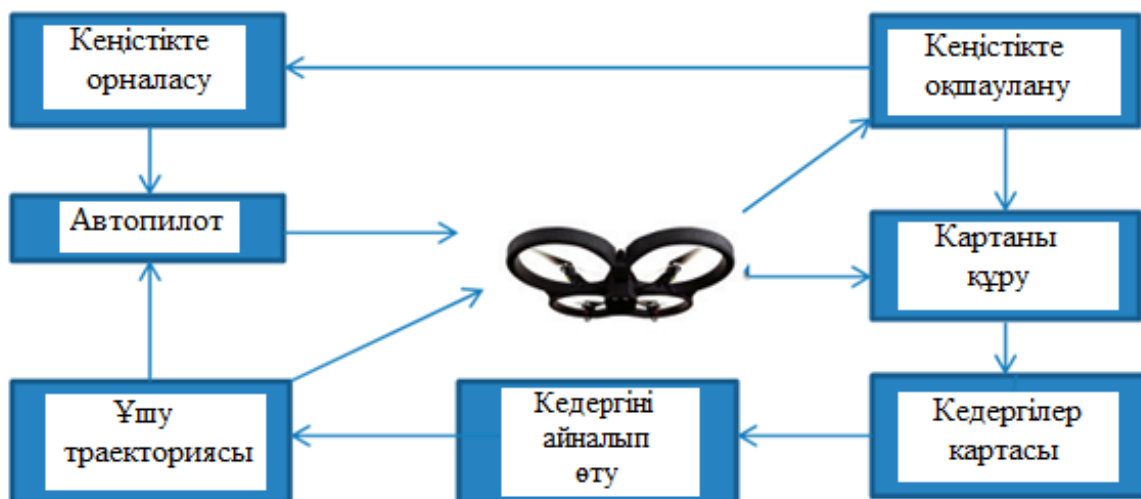 Кеңістікте
орналасу
Кеңістікте
оқшаулану
Автопилот
Картаны
құру
Ұшу
траекториясы
Кедергіні
айналып
өту
Кедергілер
картасы